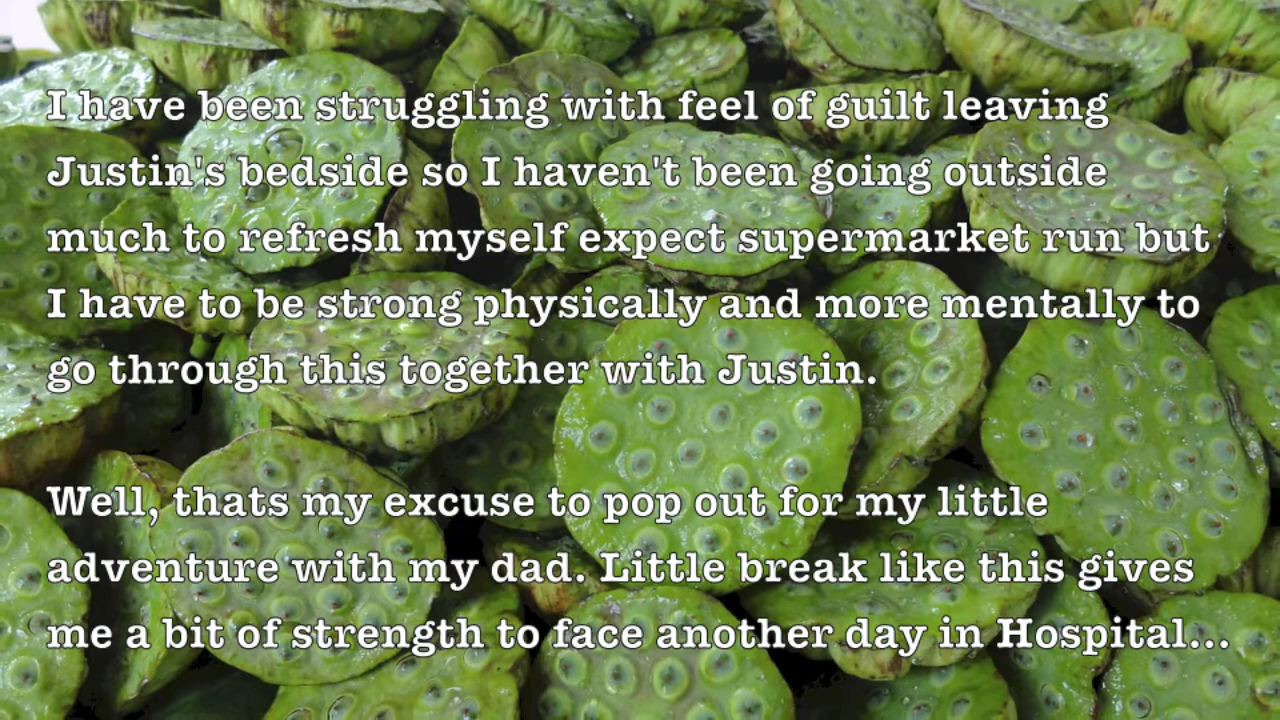 I have been struggling with feel of guilt leaving
Justin's bedside so I haven't been going outside
much to refresh myself expect supermarket run but
I have to be strong physically and more mentally to
go through this together with Justin.
Well, thats my excuse to pop out for my little
adventure with my dad. Little break like this gives
me a bit of strength to face another day in Hospital...